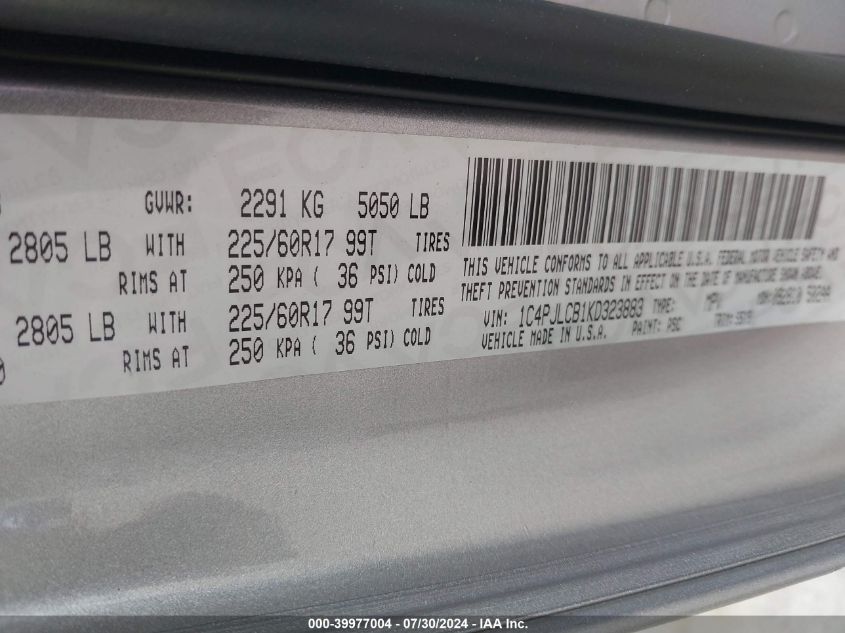 GVWR: 2291 KG 5050 LB
2805 LB WITH 225/60R17 99T TIRES
RIMS AT 250 KPA ( 36 PSI) COLD
2805 LB WITH 225/60R17 99T TIRES
RIMS AT 250 KPA ( 36 PSI) COLD
THIS VEHICLE CONFORMS TO ALL APPLICABLE U.S.A. FEDERAL MOTOR VEHICLE SAFETY AND
THEFT PREVENTION STANDARDS IN EFFECT ON THE DATE OF MANUFACTURE SHOWN ABOVE.
VIN: 1C4PJLCB1KD323883 TYPE: MPV
VEHICLE MADE IN U.S.A. PAINT: PSC
000-39977004 / 07/30/2024 - IAA Inc.